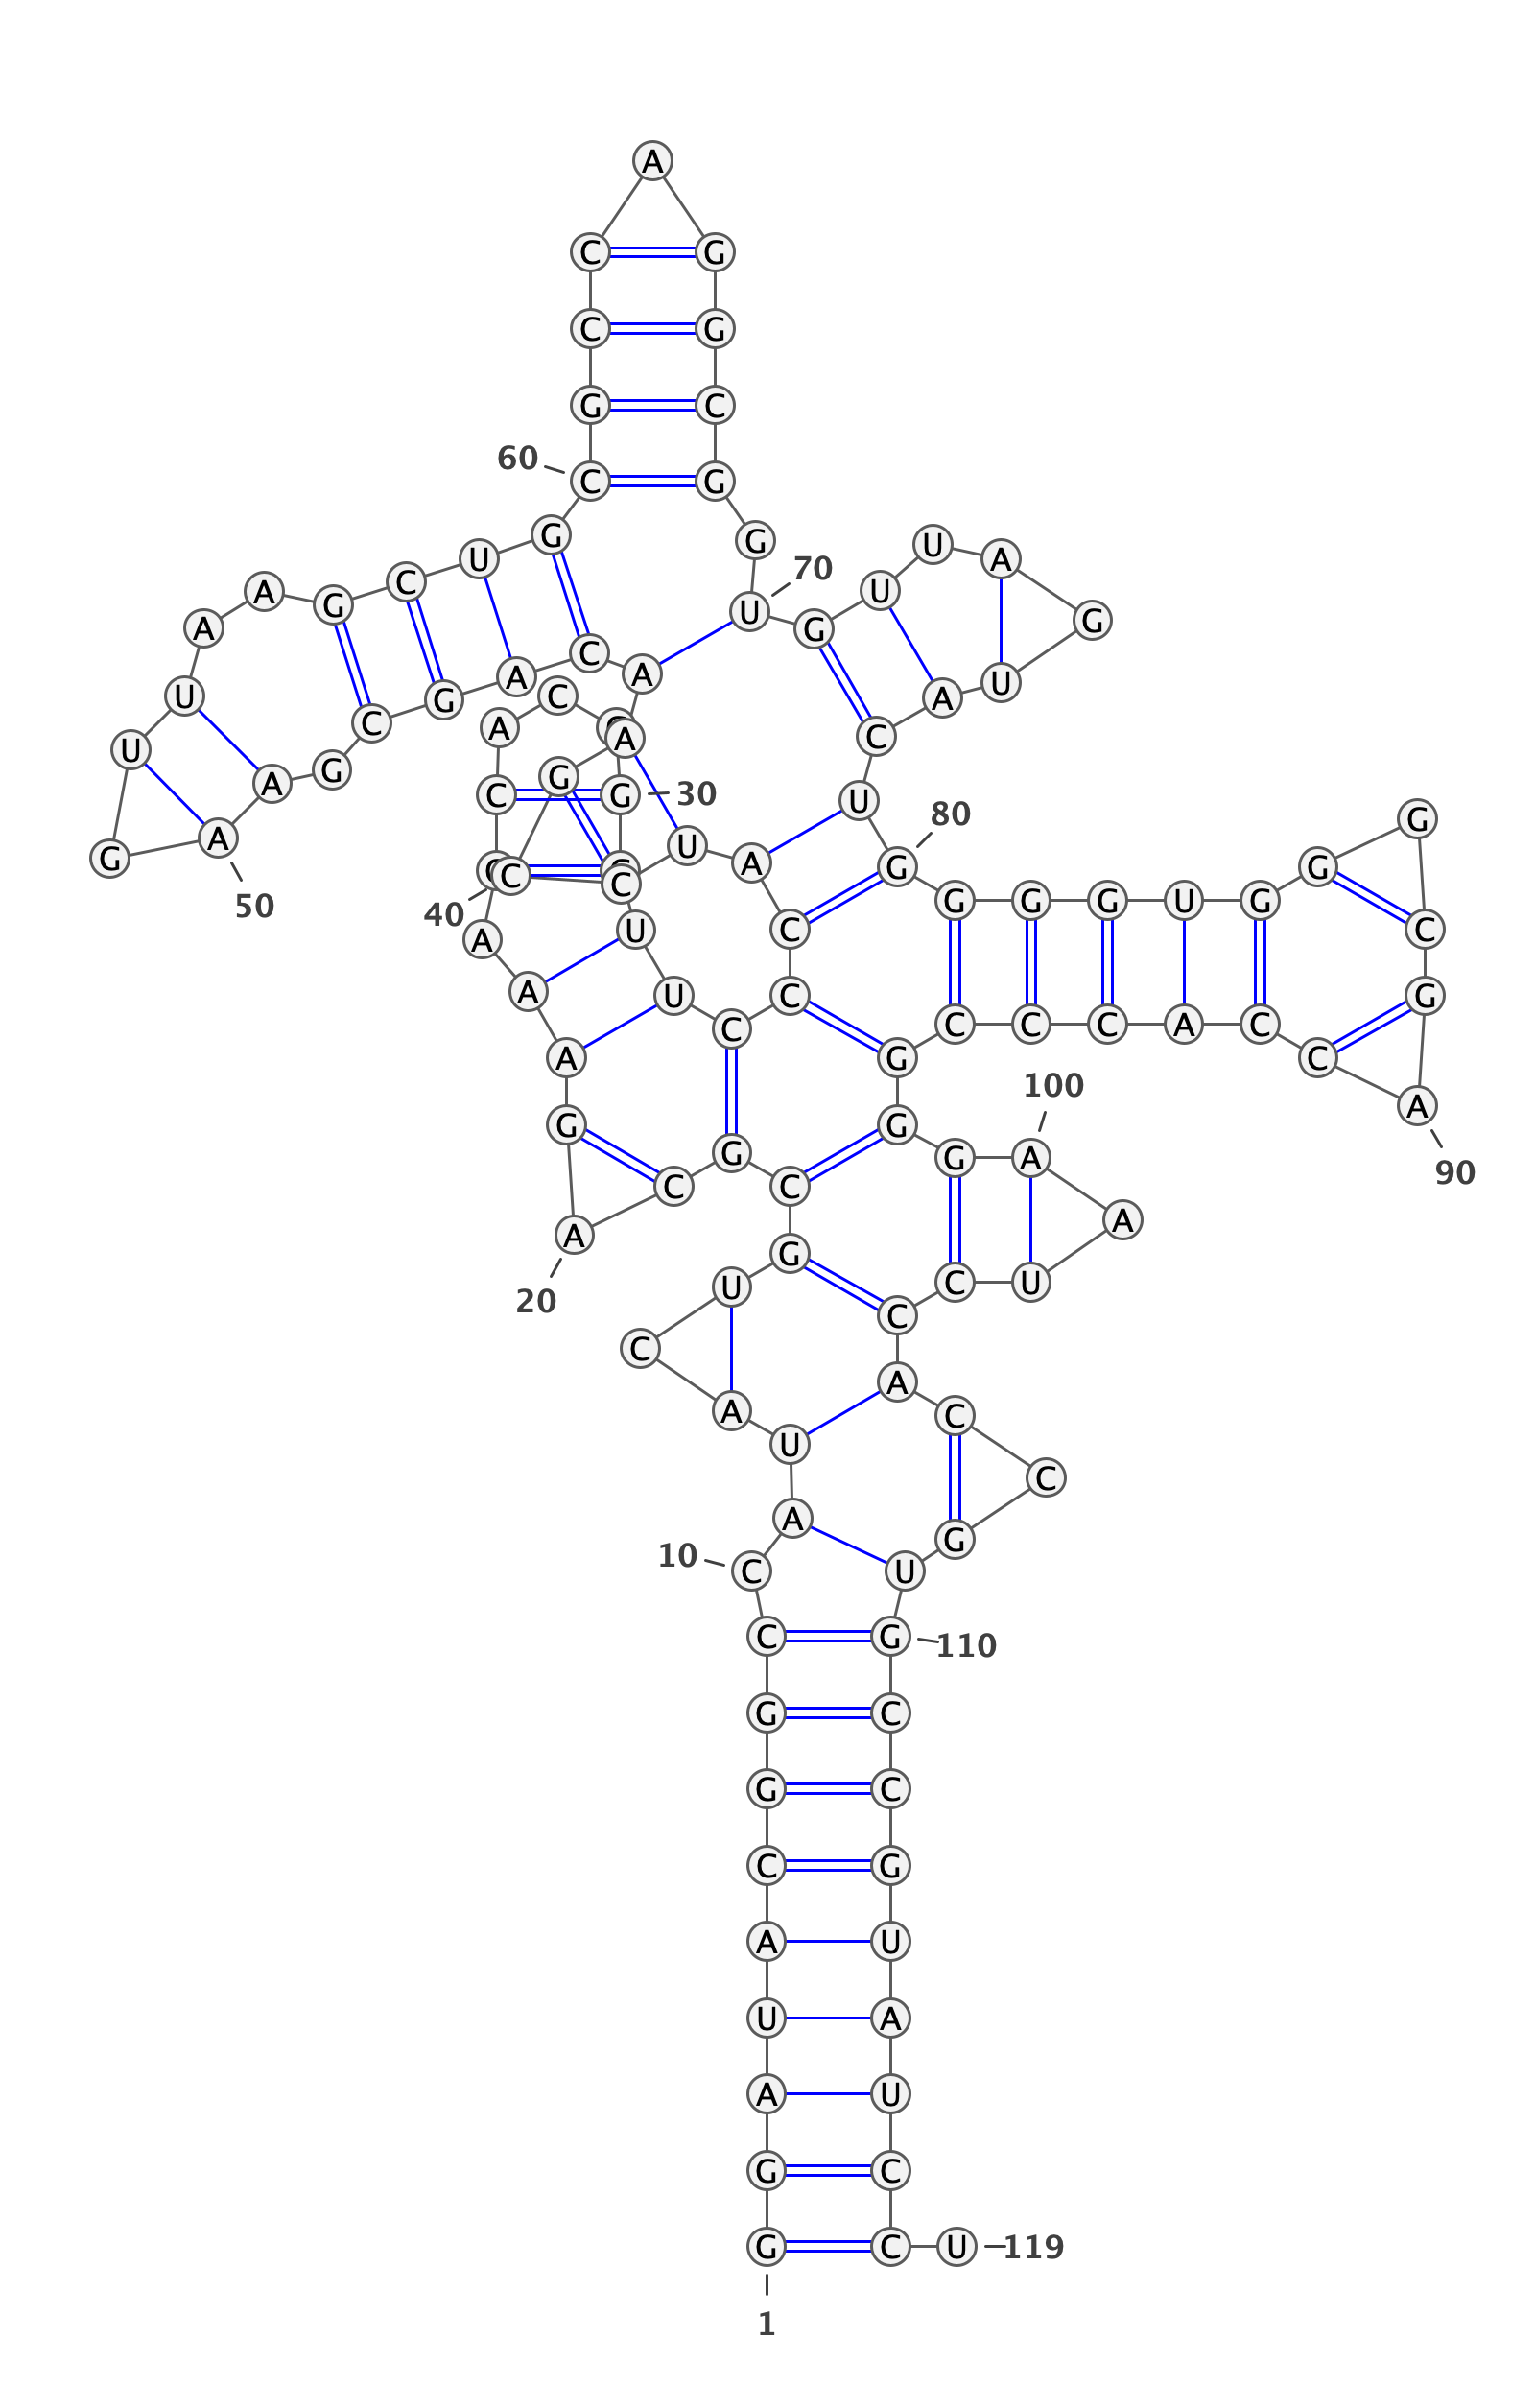 A
C G
C G
G C
60
C G
G G U
U A 70
C A U
G U G G
A
C A A U
U G C A
C A A C
U G G
A C G 30 U
80 G
A U A G G
G C C
50 40 G G G U G
A U C C
A U C G
C C C C A C
A G C
100 A
G G
G G A 90
C C
A A
G
U C U
20 C
C
A
A C
U
C
A
G
10 C U
C G 110
G C
G C
C G
A U
U A
A U
G C
G C U 119
1